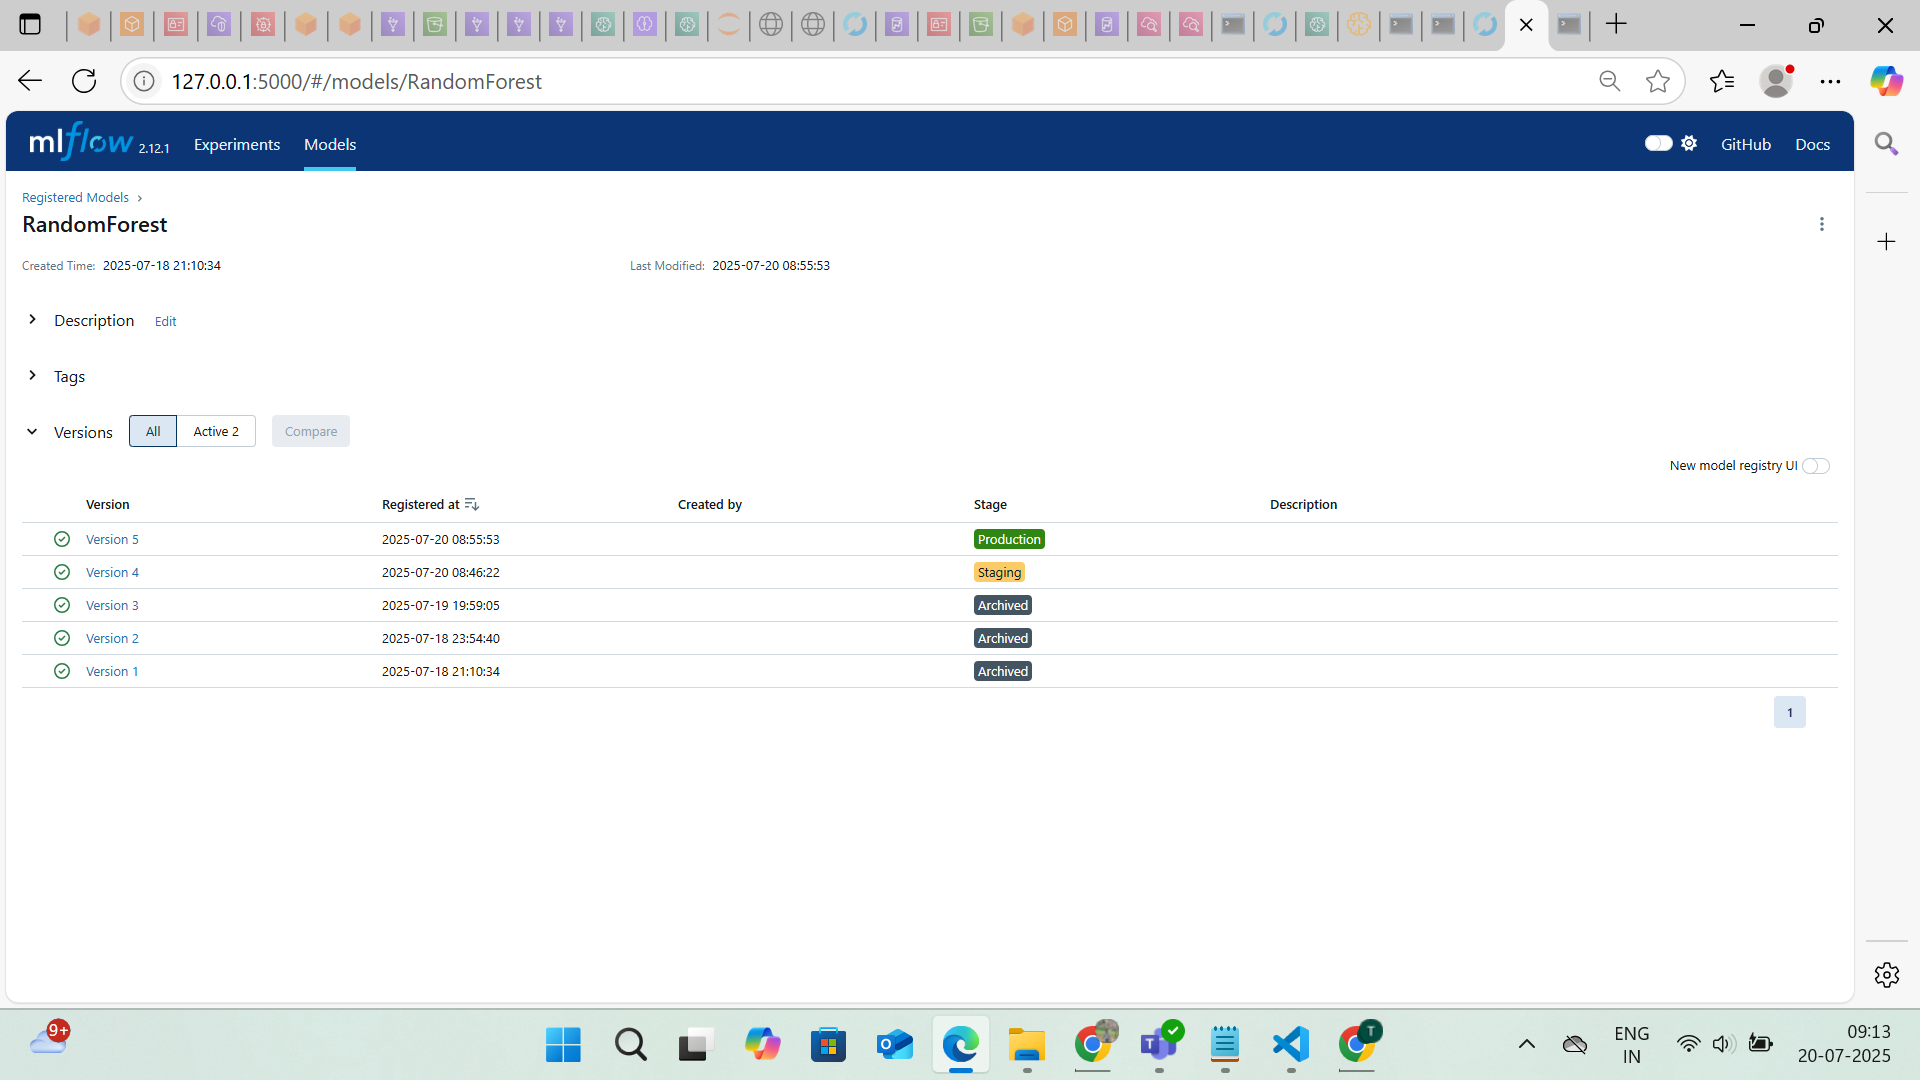 127.0.0.1:5000/#/models/RandomForest
mlflow 2.12.1 Experiments Models GitHub Docs
Registered Models ›
RandomForest
Created Time: 2025-07-18 21:10:34 Last Modified: 2025-07-20 08:55:53
Description Edit
Tags
Versions All Active 2 Compare
New model registry UI
Version Registered at Created by Stage Description
Version 5 2025-07-20 08:55:53 Production
Version 4 2025-07-20 08:46:22 Staging
Version 3 2025-07-19 19:59:05 Archived
Version 2 2025-07-18 23:54:40 Archived
Version 1 2025-07-18 21:10:34 Archived
1
9+
T
ENG
IN
09:13
20-07-2025